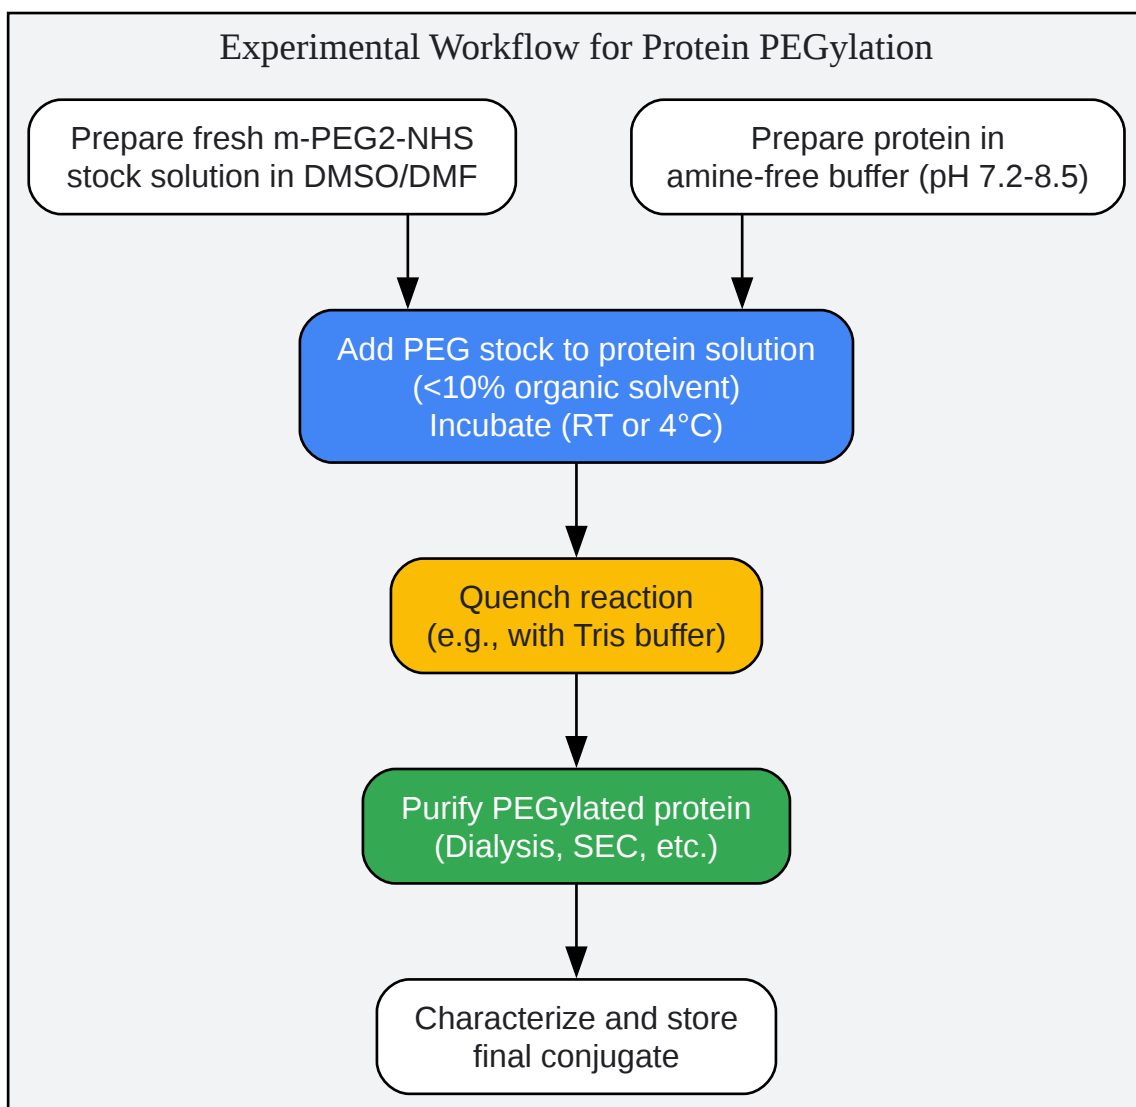 Experimental Workflow for Protein PEGylation
Prepare fresh m-PEG2-NHS
stock solution in DMSO/DMF
Prepare protein in
amine-free buffer (pH 7.2-8.5)
Add PEG stock to protein solution
(<10% organic solvent)
Incubate (RT or 4°C)
Quench reaction
(e.g., with Tris buffer)
Purify PEGylated protein
(Dialysis, SEC, etc.)
Characterize and store
final conjugate